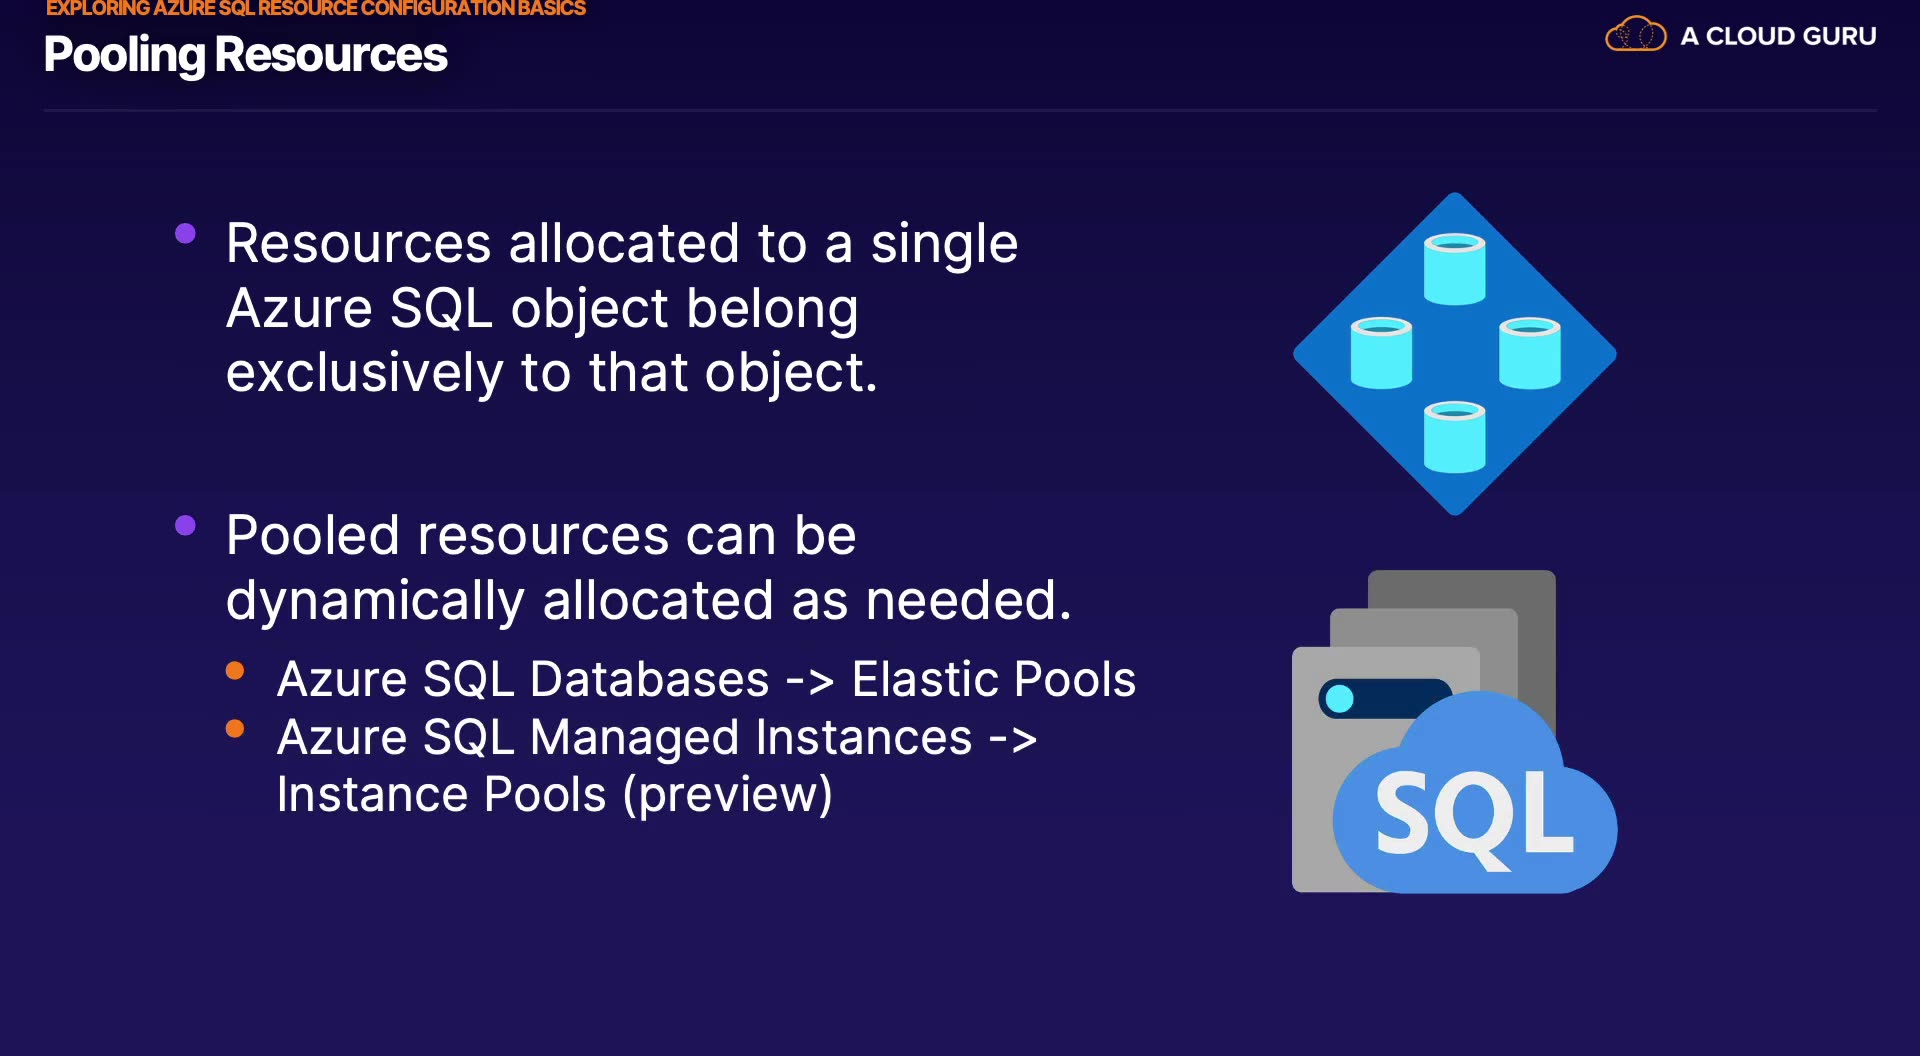 EXPLORING AZURE SQL RESOURCE CONFIGURATION BASICS
Pooling Resources
A CLOUD GURU
Resources allocated to a single
Azure SQL object belong
exclusively to that object.
Pooled resources can be
dynamically allocated as needed.
Azure SQL Databases -> Elastic Pools
Azure SQL Managed Instances ->
Instance Pools (preview)
SQL